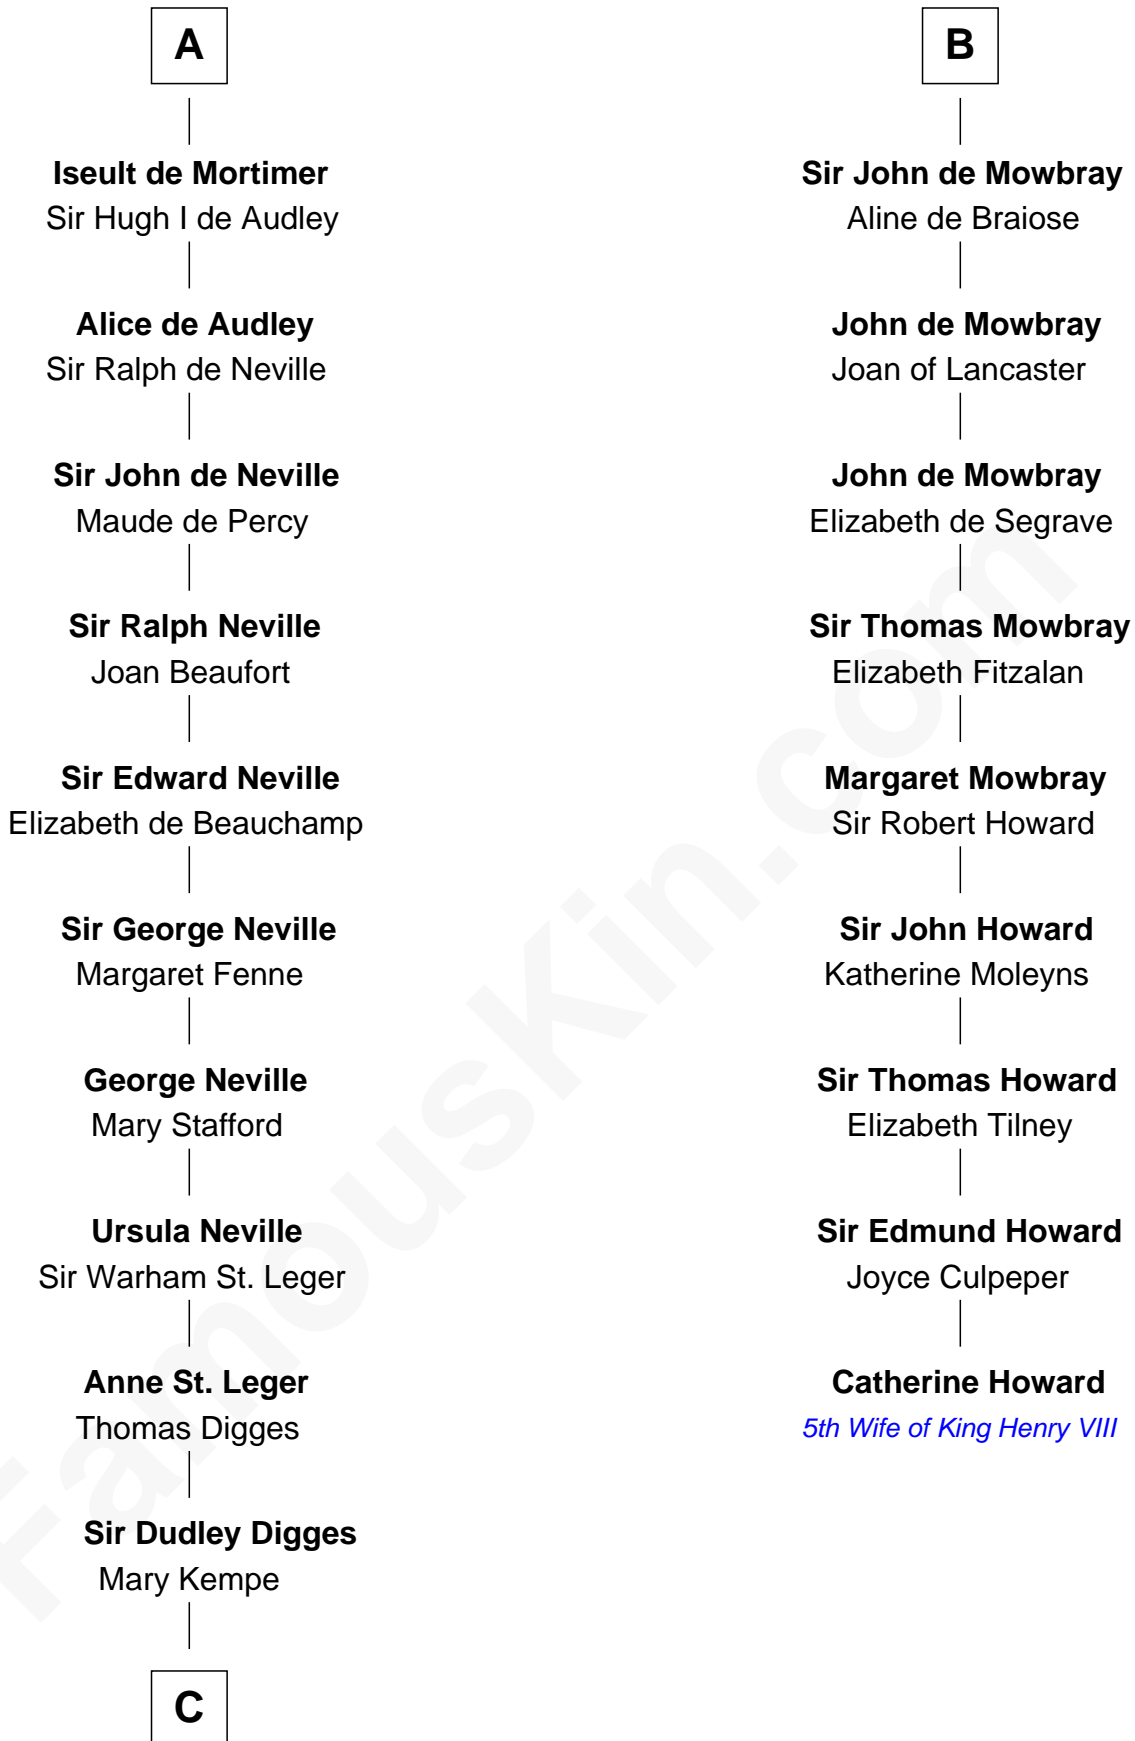 A
Iseult de Mortimer
Sir Hugh I de Audley
Alice de Audley
Sir Ralph de Neville
Sir John de Neville
Maude de Percy
Sir Ralph Neville
Joan Beaufort
Sir Edward Neville
Elizabeth de Beauchamp
Sir George Neville
Margaret Fenne
George Neville
Mary Stafford
Ursula Neville
Sir Warham St. Leger
Anne St. Leger
Thomas Digges
Sir Dudley Digges
Mary Kempe
C
B
Sir John de Mowbray
Aline de Braiose
John de Mowbray
Joan of Lancaster
John de Mowbray
Elizabeth de Segrave
Sir Thomas Mowbray
Elizabeth Fitzalan
Margaret Mowbray
Sir Robert Howard
Sir John Howard
Katherine Moleyns
Sir Thomas Howard
Elizabeth Tilney
Sir Edmund Howard
Joyce Culpeper
Catherine Howard
5th Wife of King Henry VIII
FamousKin.com